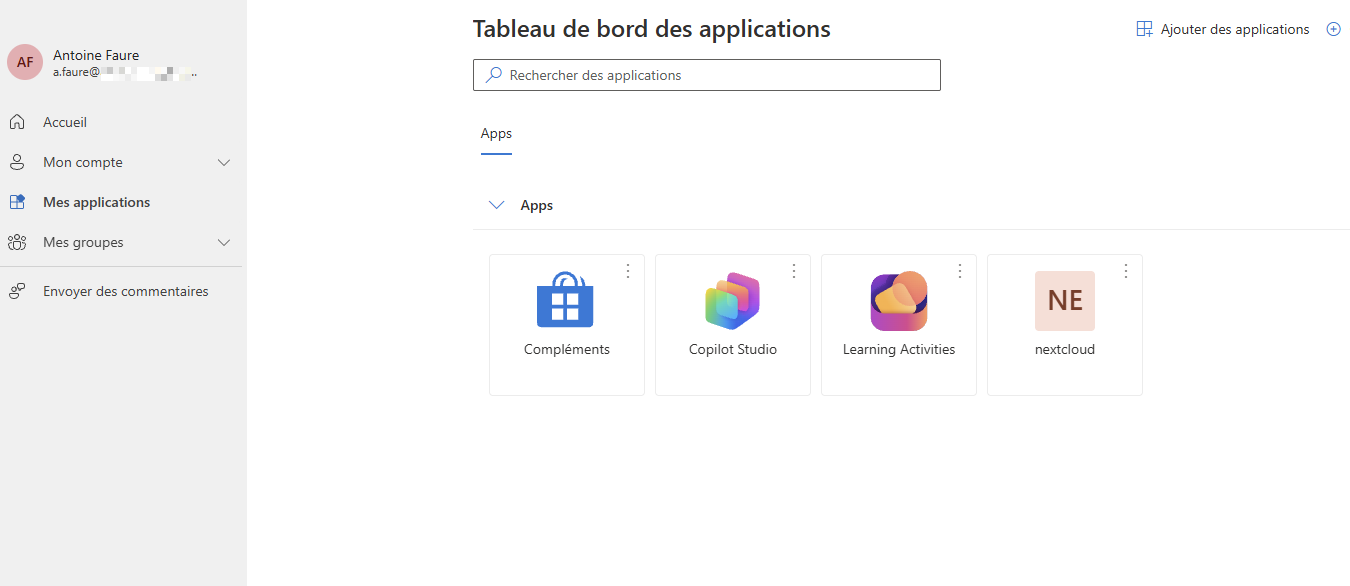 AF
Antoine Faure
a.faure@
Accueil
Mon compte
Mes applications
Mes groupes
Envoyer des commentaires
Tableau de bord des applications
Ajouter des applications
Rechercher des applications
Apps
Apps
Compléments
Copilot Studio
Learning Activities
NE
nextcloud